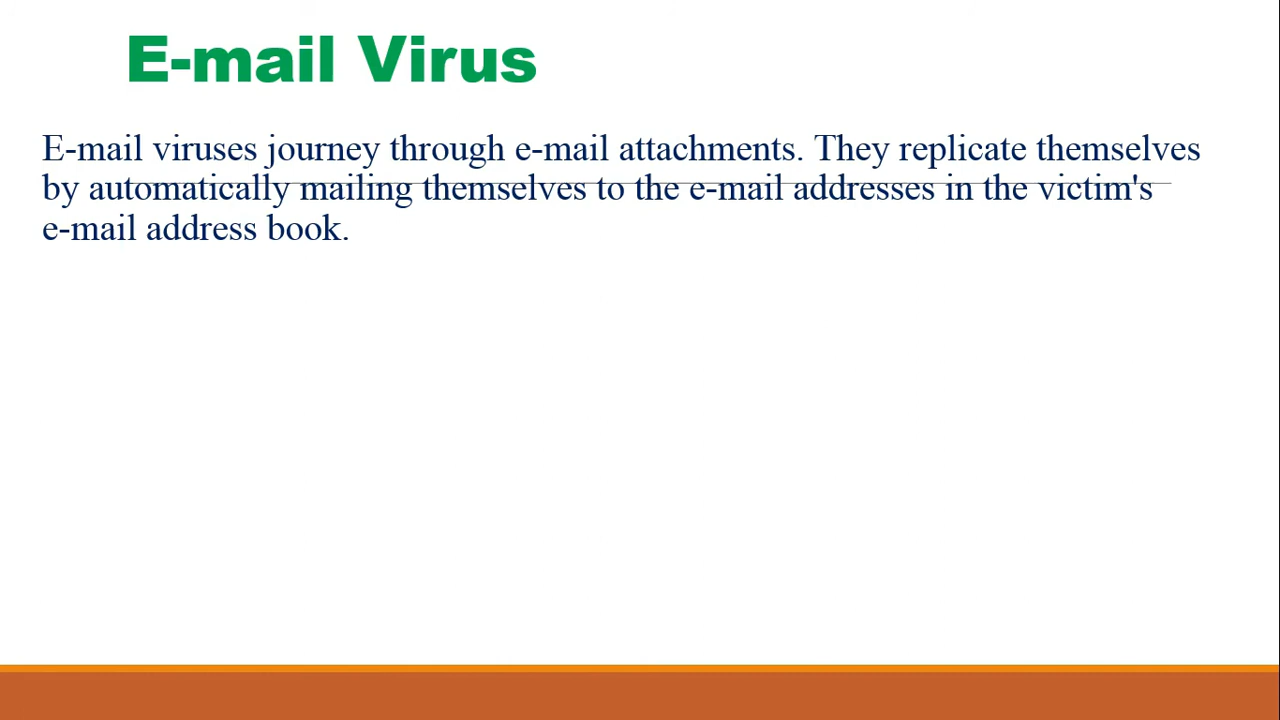 E-mail Virus
E-mail viruses journey through e-mail attachments. They replicate themselves
by automatically mailing themselves to the e-mail addresses in the victim's
e-mail address book.